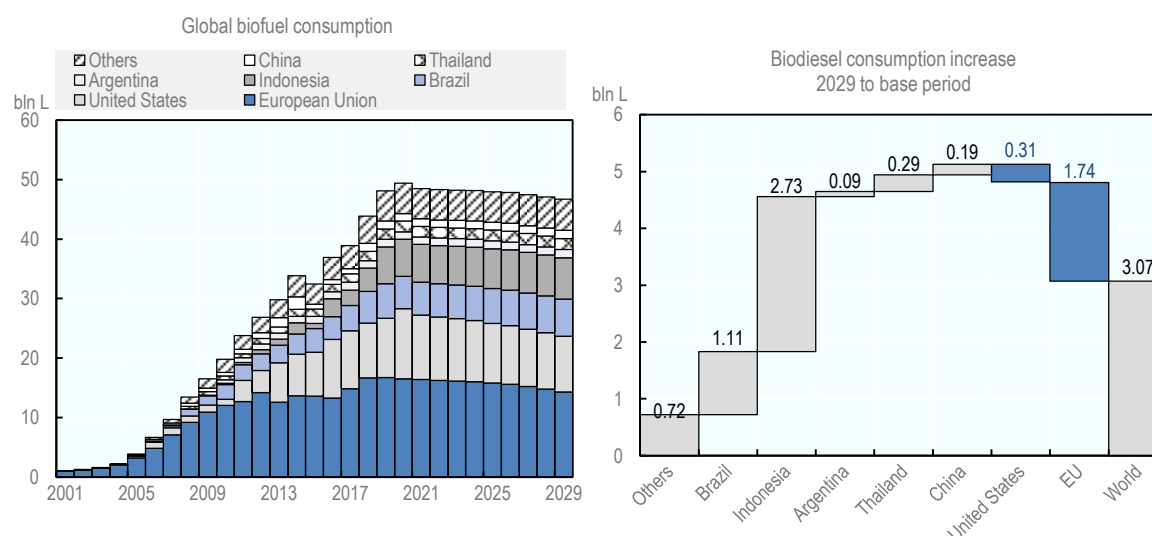 Global biofuel consumption
Others China Thailand
Argentina Indonesia Brazil
United States European Union
bln L
60
50
40
30
20
10
0
2001 2005 2009 2013 2017 2021 2025 2029
Biodiesel consumption increase
2029 to base period
bln L
6
5
4
3
2
1
0
0.72
1.11
2.73
0.09
0.29
0.19
0.31
1.74
3.07
Others
Brazil
Indonesia
Argentina
Thailand
China
United States
EU
World